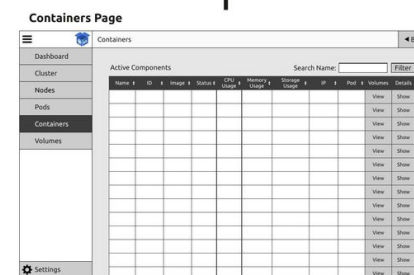 Containers Page
Containers
Dashboard
Cluster
Nodes
Pods
Containers
Volumes
Settings
Active Components
Search Name:
Filter
Name ID Image Status CPU Usage Memory Usage Storage Usage IP Pod Volumes Details
View Show
View Show
View Show
View Show
View Show
View Show
View Show
View Show
View Show
View Show
View Show
View Show
View Show
View Show